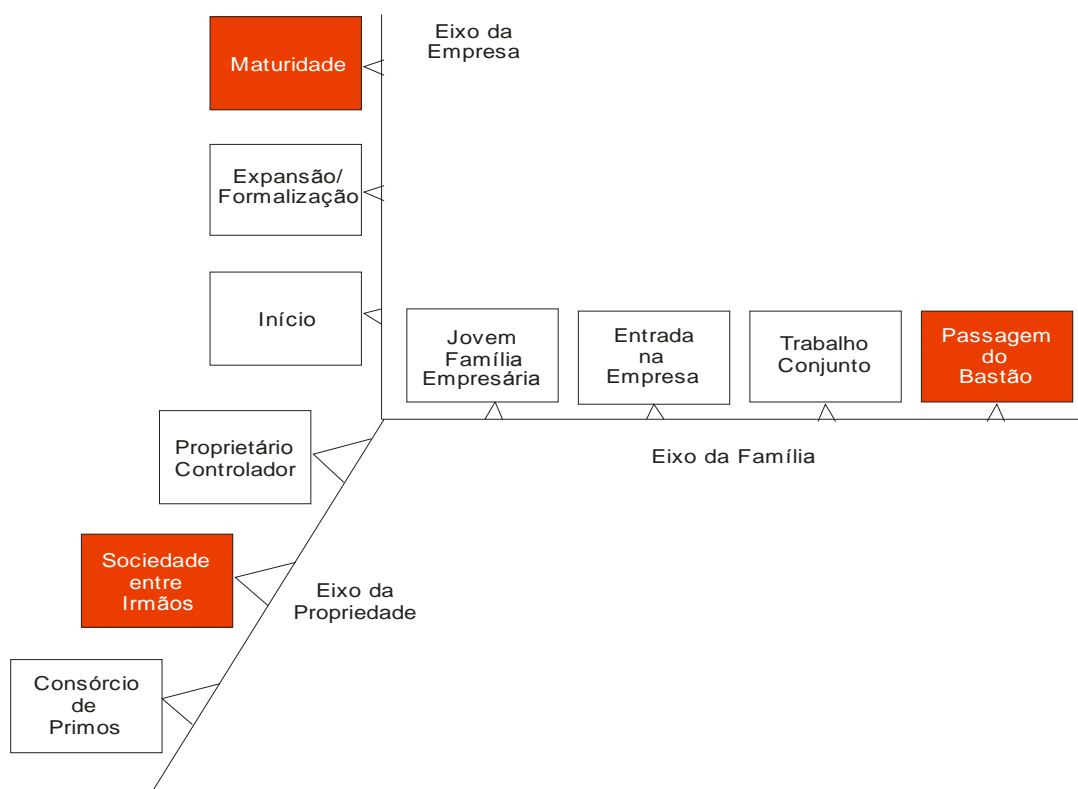 Maturidade
Eixo da
Empresa
Expansão/
Formalização
Início
Jovem
Família
Empresária
Entrada
na
Empresa
Trabalho
Conjunto
Passagem
do
Bastão
Eixo da Família
Proprietário
Controlador
Sociedade
entre
Irmãos
Eixo da
Propriedade
Consórcio
de
Primos